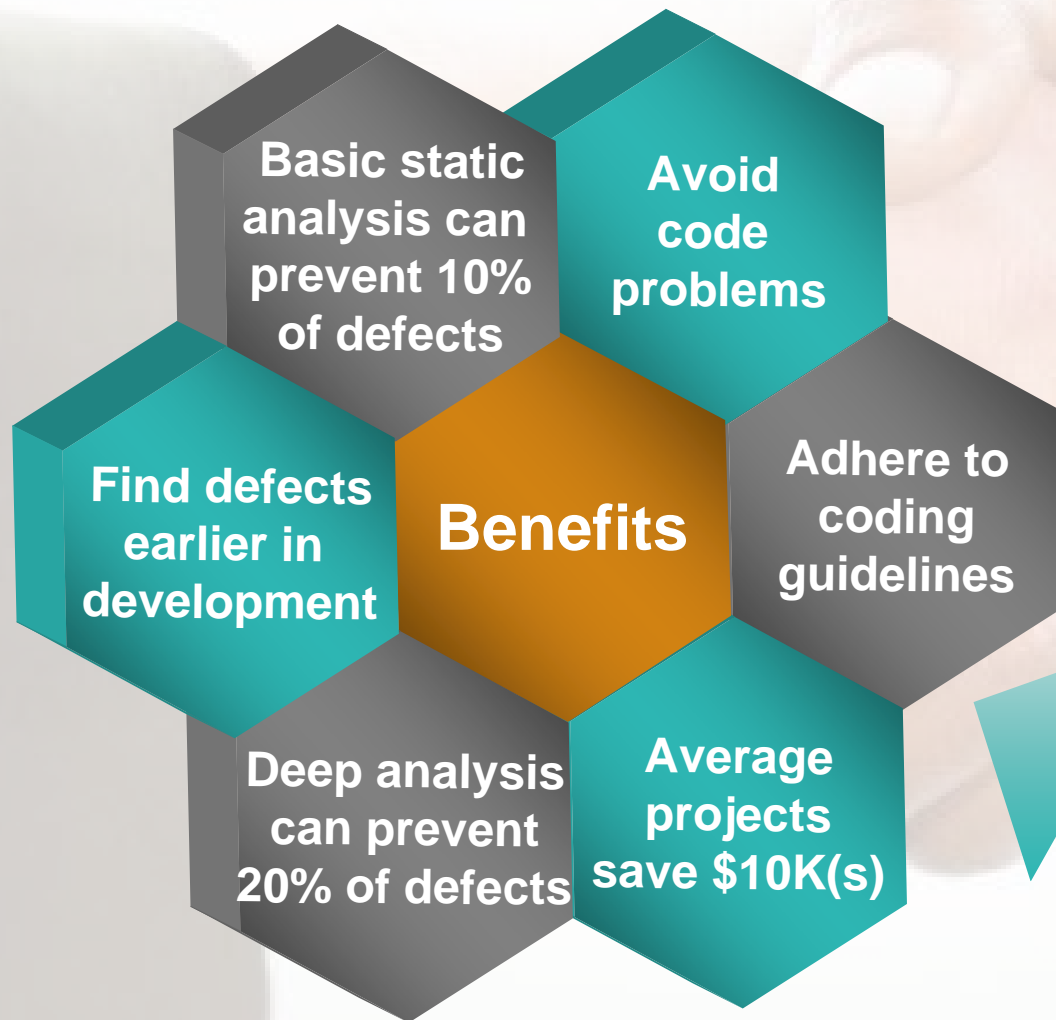 Basic static
analysis can
prevent 10%
of defects
Avoid
code
problems
Find defects
earlier in
development
Benefits
Adhere to
coding
guidelines
Deep analysis
can prevent
20% of defects
Average
projects
save $10K(s)